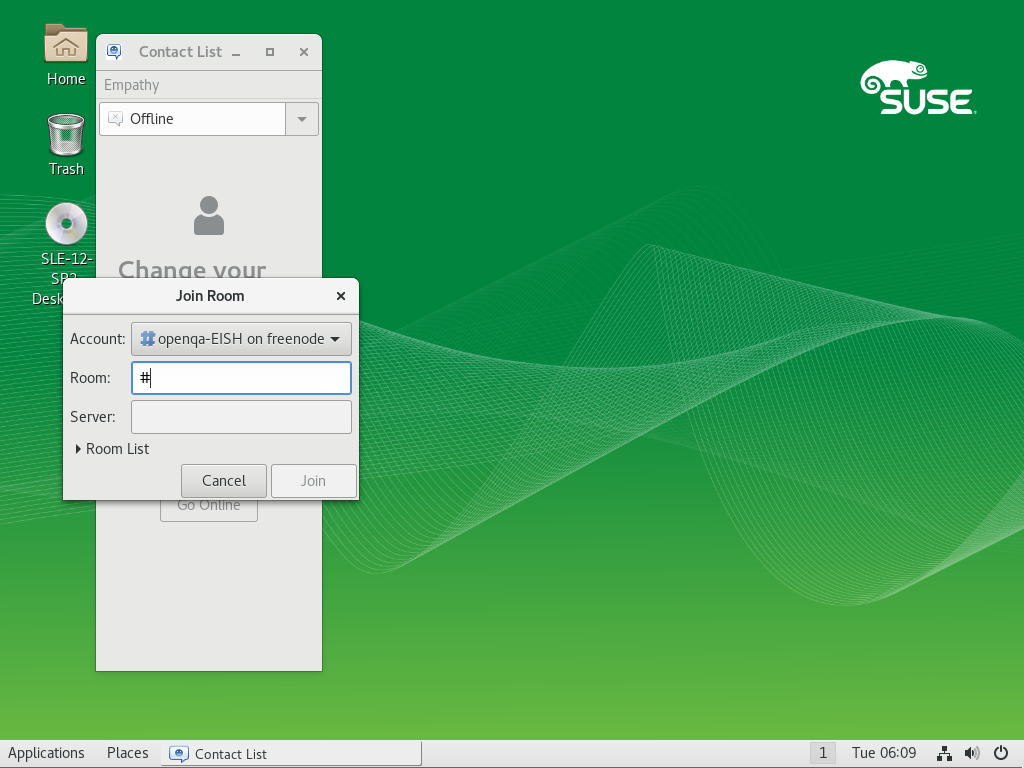 Home
Trash
SLE-12-
SP2
Desk
Contact List
Empathy
Offline
Change your
Join Room
Account: openqa-EISH on freenode
Room: #
Server:
Room List
Cancel Join
Go Online
SUSE
Applications Places Contact List 1 Tue 06:09